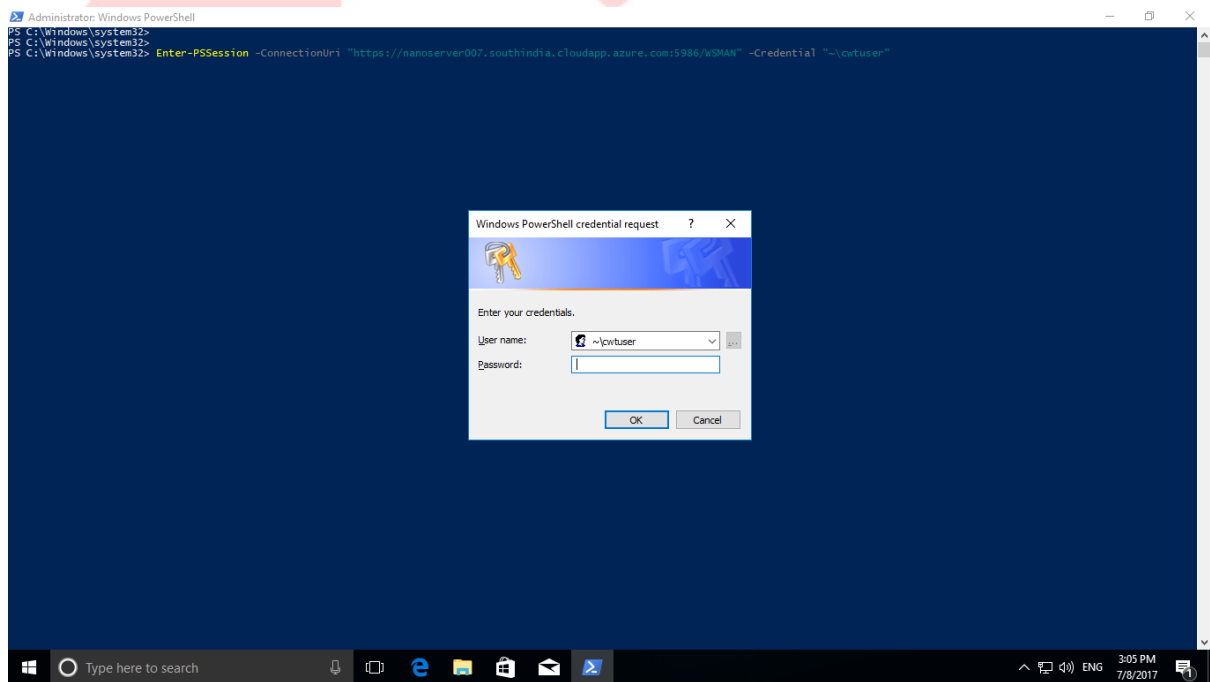 Administrator: Windows PowerShell
PS C:\Windows\system32>
PS C:\Windows\system32>
PS C:\Windows\system32> Enter-PSSession -ConnectionUri "https://nanoserver007.southindia.cloudapp.azure.com:5986/WSMAN" -Credential "~\cwtuser"
Windows PowerShell credential request ?
Enter your credentials.
User name: ~\cwtuser ...
Password:
OK Cancel
Type here to search
ENG 3:05 PM
7/8/2017
1